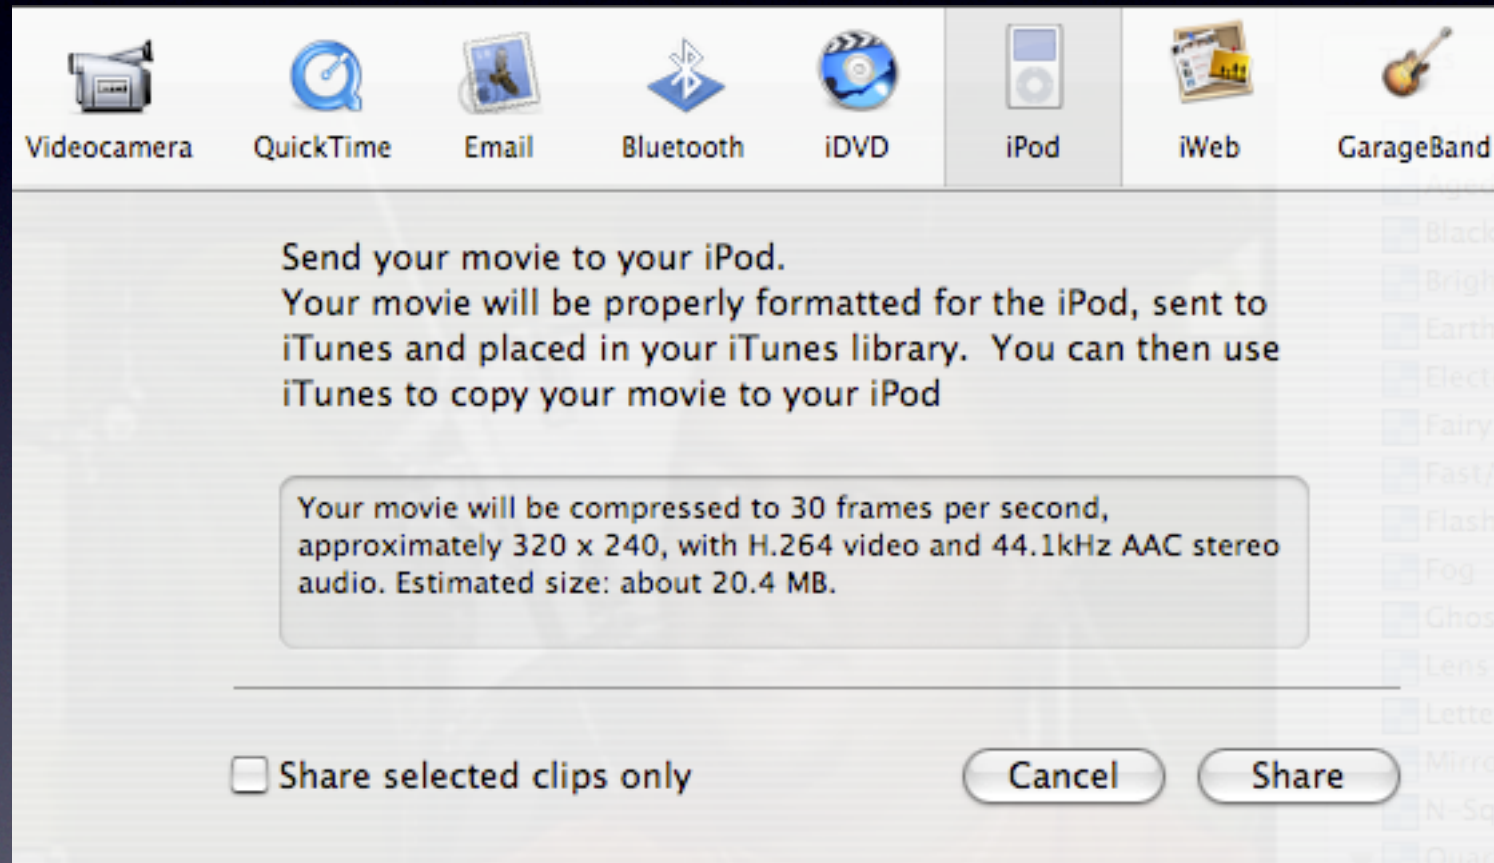 Videocamera QuickTime Email Bluetooth iDVD iPod iWeb GarageBand
Send your movie to your iPod.
Your movie will be properly formatted for the iPod, sent to
iTunes and placed in your iTunes library.  You can then use
iTunes to copy your movie to your iPod
Your movie will be compressed to 30 frames per second,
approximately 320 x 240, with H.264 video and 44.1kHz AAC stereo
audio. Estimated size: about 20.4 MB.
Share selected clips only
Cancel Share
Fog